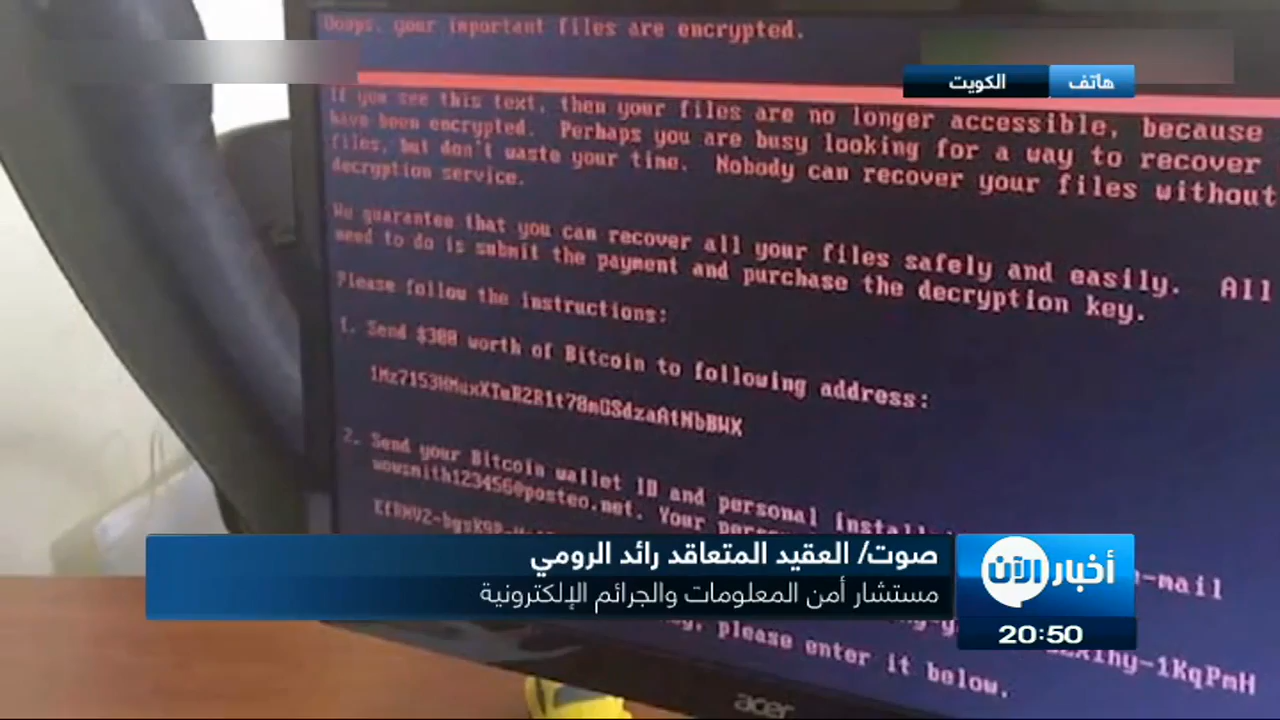 Ooops, your important files are encrypted.
الكويت
هاتف
If you see this text, then your files are no longer accessible, because
have been encrypted. Perhaps you are busy looking for a way to recover
files, but don't waste your time. Nobody can recover your files without
decryption service.
We guarantee that you can recover all your files safely and easily. All
need to do is submit the payment and purchase the decryption key.
Please follow the instructions:
1. Send $300 worth of Bitcoin to following address:
2. Send your Bitcoin wallet ID and personal
wowsmith123456@posteo.net. Your
صوت/ العقيد المتعاقد رائد الرومي
مستشار أمن المعلومات والجرائم الإلكترونية
أخبار الآن
20:50
-mail
please enter it below.
acer